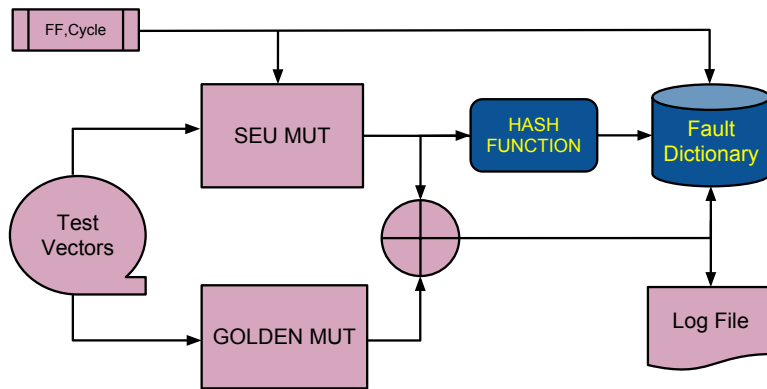 FF,Cycle
SEU MUT
HASH
FUNCTION
Fault
Dictionary
Test
Vectors
GOLDEN MUT
Log File